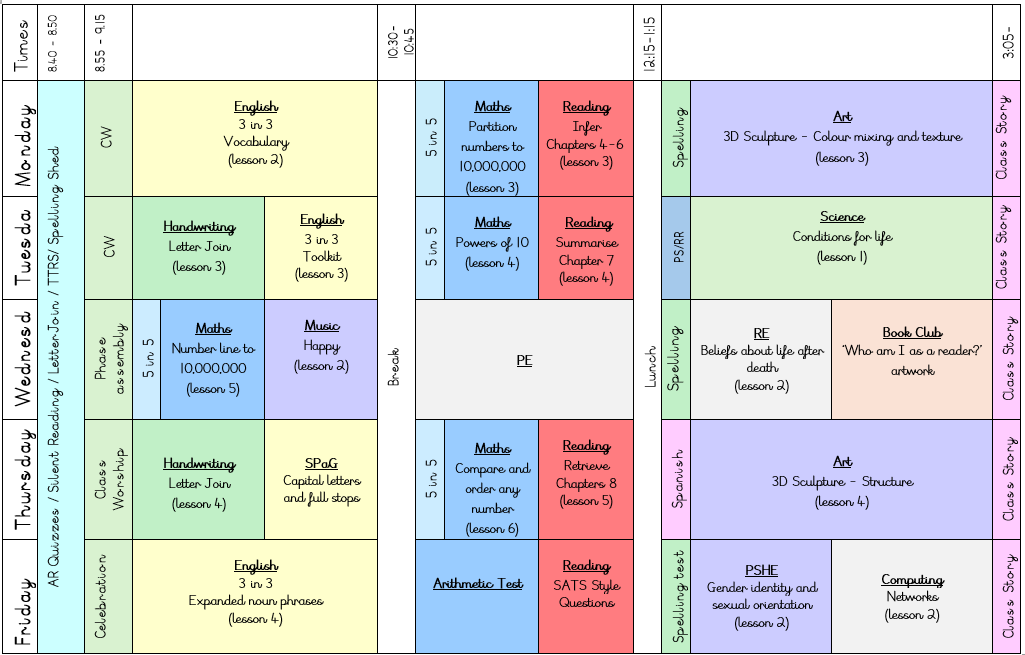 Times
8.40 - 8.50
8.55 - 9.15
10:30-
10:45
12:15-1:15
3:05-
Monday
AR Quizzes / Silent Reading / LetterJoin / TTRS/ Spelling Shed
CW
English
3 in 3
Vocabulary
(lesson 2)
Break
5 in 5
Maths
Partition
numbers to
10,000,000
(lesson 3)
Reading
Infer
Chapters 4-6
(lesson 3)
Lunch
Spelling
Art
3D Sculpture - Colour mixing and texture
(lesson 3)
Class Story
Tuesda
CW
Handwriting
Letter Join
(lesson 3)
English
3 in 3
Toolkit
(lesson 3)
5 in 5
Maths
Powers of 10
(lesson 4)
Reading
Summarise
Chapter 7
(lesson 4)
PS/RR
Science
Conditions for life
(lesson 1)
Class Story
Wednesd
Phase
assembly
5 in 5
Maths
Number line to
10,000,000
(lesson 5)
Music
Happy
(lesson 2)
PE
Spelling
RE
Beliefs about life after
death
(lesson 2)
Book Club
'Who am I as a reader?'
artwork
Class Story
Thursday
Class
Worship
Handwriting
Letter Join
(lesson 4)
SPaG
Capital letters
and full stops
5 in 5
Maths
Compare and
order any
number
(lesson 6)
Reading
Retrieve
Chapters 8
(lesson 5)
Spanish
Art
3D Sculpture - Structure
(lesson 4)
Class Story
Friday
Celebration
English
3 in 3
Expanded noun phrases
(lesson 4)
Arithmetic Test
Reading
SATS Style
Questions
Spelling test
PSHE
Gender identity and
sexual orientation
(lesson 2)
Computing
Networks
(lesson 2)
Class Story